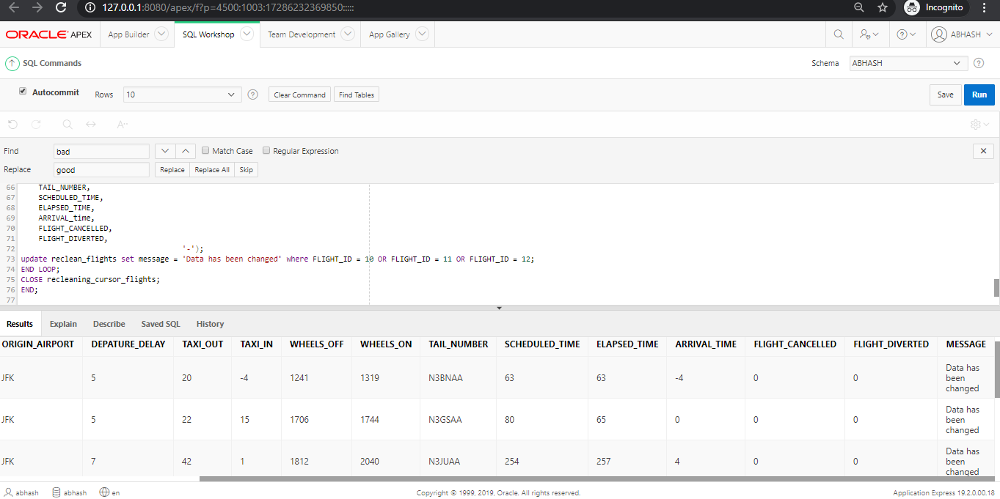 127.0.0.1:8080/apex/f?p=4500:1003:17286232369850:::::
Incognito
ORACLE APEX App Builder SQL Workshop Team Development App Gallery ABHASH
SQL Commands Schema ABHASH
Autocommit Rows 10 Clear Command Find Tables Save Run
A
Find bad Match Case Regular Expression
Replace good Replace Replace All Skip
66 TAIL_NUMBER,
67 SCHEDULED_TIME,
68 ELAPSED_TIME,
69 ARRIVAL_time,
70 FLIGHT_CANCELLED,
71 FLIGHT_DIVERTED,
72 '-');
73 update reclean_flights set message = 'Data has been changed' where FLIGHT_ID = 10 OR FLIGHT_ID = 11 OR FLIGHT_ID = 12;
74 END LOOP;
75 CLOSE recleaning_cursor_flights;
76 END;
77
Results Explain Describe Saved SQL History
ORIGIN_AIRPORT DEPATURE_DELAY TAXI_OUT TAXI_IN WHEELS_OFF WHEELS_ON TAIL_NUMBER SCHEDULED_TIME ELAPSED_TIME ARRIVAL_TIME FLIGHT_CANCELLED FLIGHT_DIVERTED MESSAGE
JFK 5 20 -4 1241 1319 N3BNAA 63 63 -4 0 0 Data has
been
changed
JFK 5 22 15 1706 1744 N3GSAA 80 65 0 0 0 Data has
been
changed
JFK 7 42 1 1812 2040 N3JUAA 254 257 4 0 0 Data has
been
changed
abhash abhash en Copyright © 1999, 2019, Oracle. All rights reserved. Application Express 19.2.0.00.18